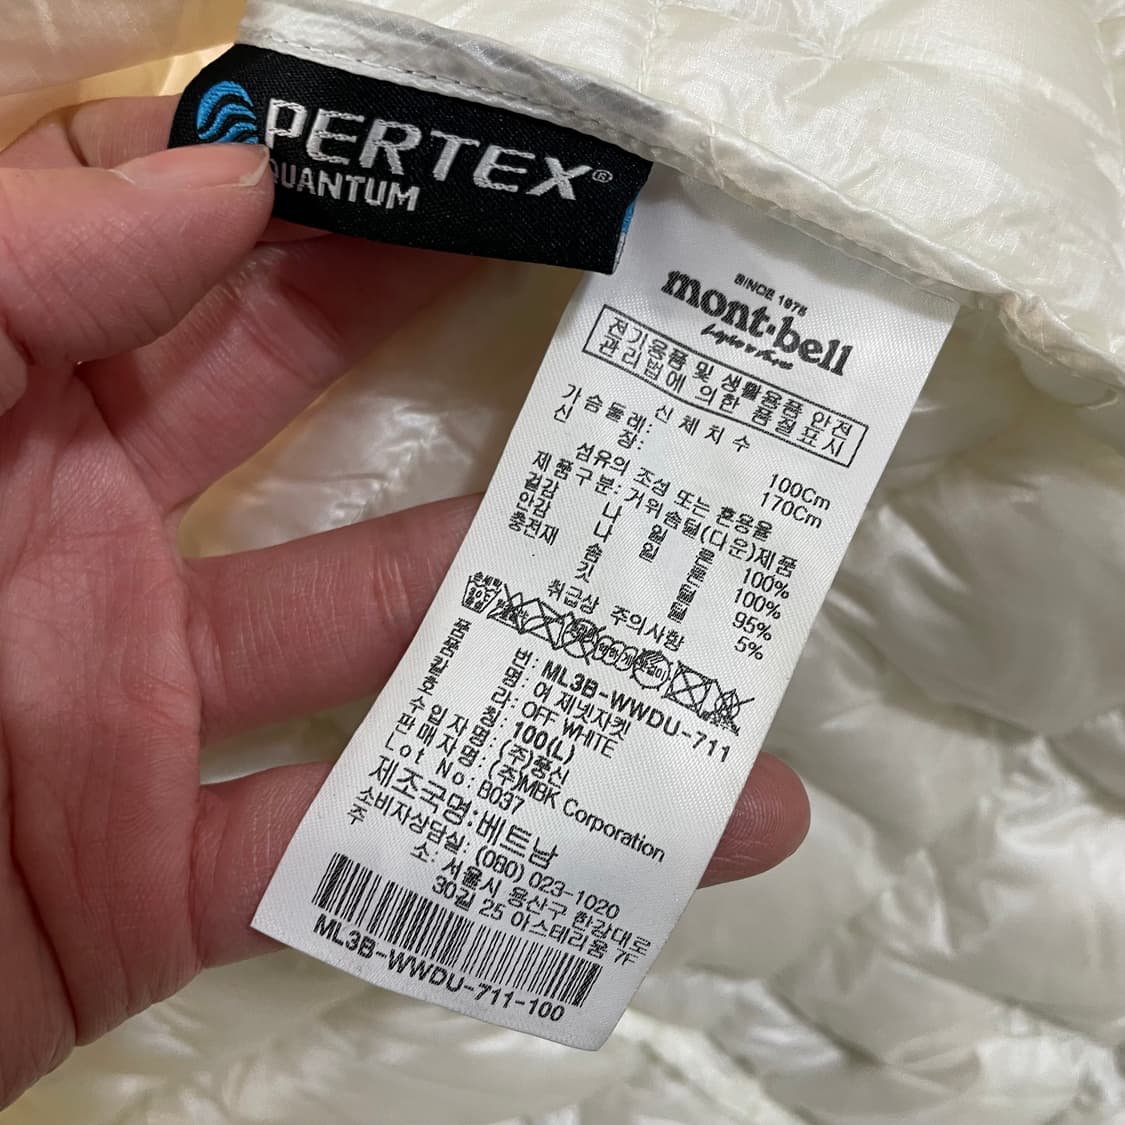 PERTEX®
QUANTUM
SINCE 1975
mont·bell
전기용품 및 생활용품 안전
관리법에 의한 품질표시
신체치수
가슴둘레: 100Cm
신 장: 170Cm
섬유의 조성 또는 혼용율
제품구분: 거위솜털(다운)제품
겉감 나일론 100%
안감 나일론 100%
충전재 솜털 95%
깃털 5%
취급상 주의사항
손세탁
30℃
중성
품 번: ML3B-WWDU-711
품 명: 여 제넷자켓
칼 라: OFF WHITE
호 칭: 100(L)
수입자명: (주)풍신
판매자명: (주)MBK Corporation
Lot No: B037
제조국명:베트남
소비자상담실: (080) 023-1020
주 소: 서울시 용산구 한강대로
30길 25 아스테리움 7F
ML3B-WWDU-711-100